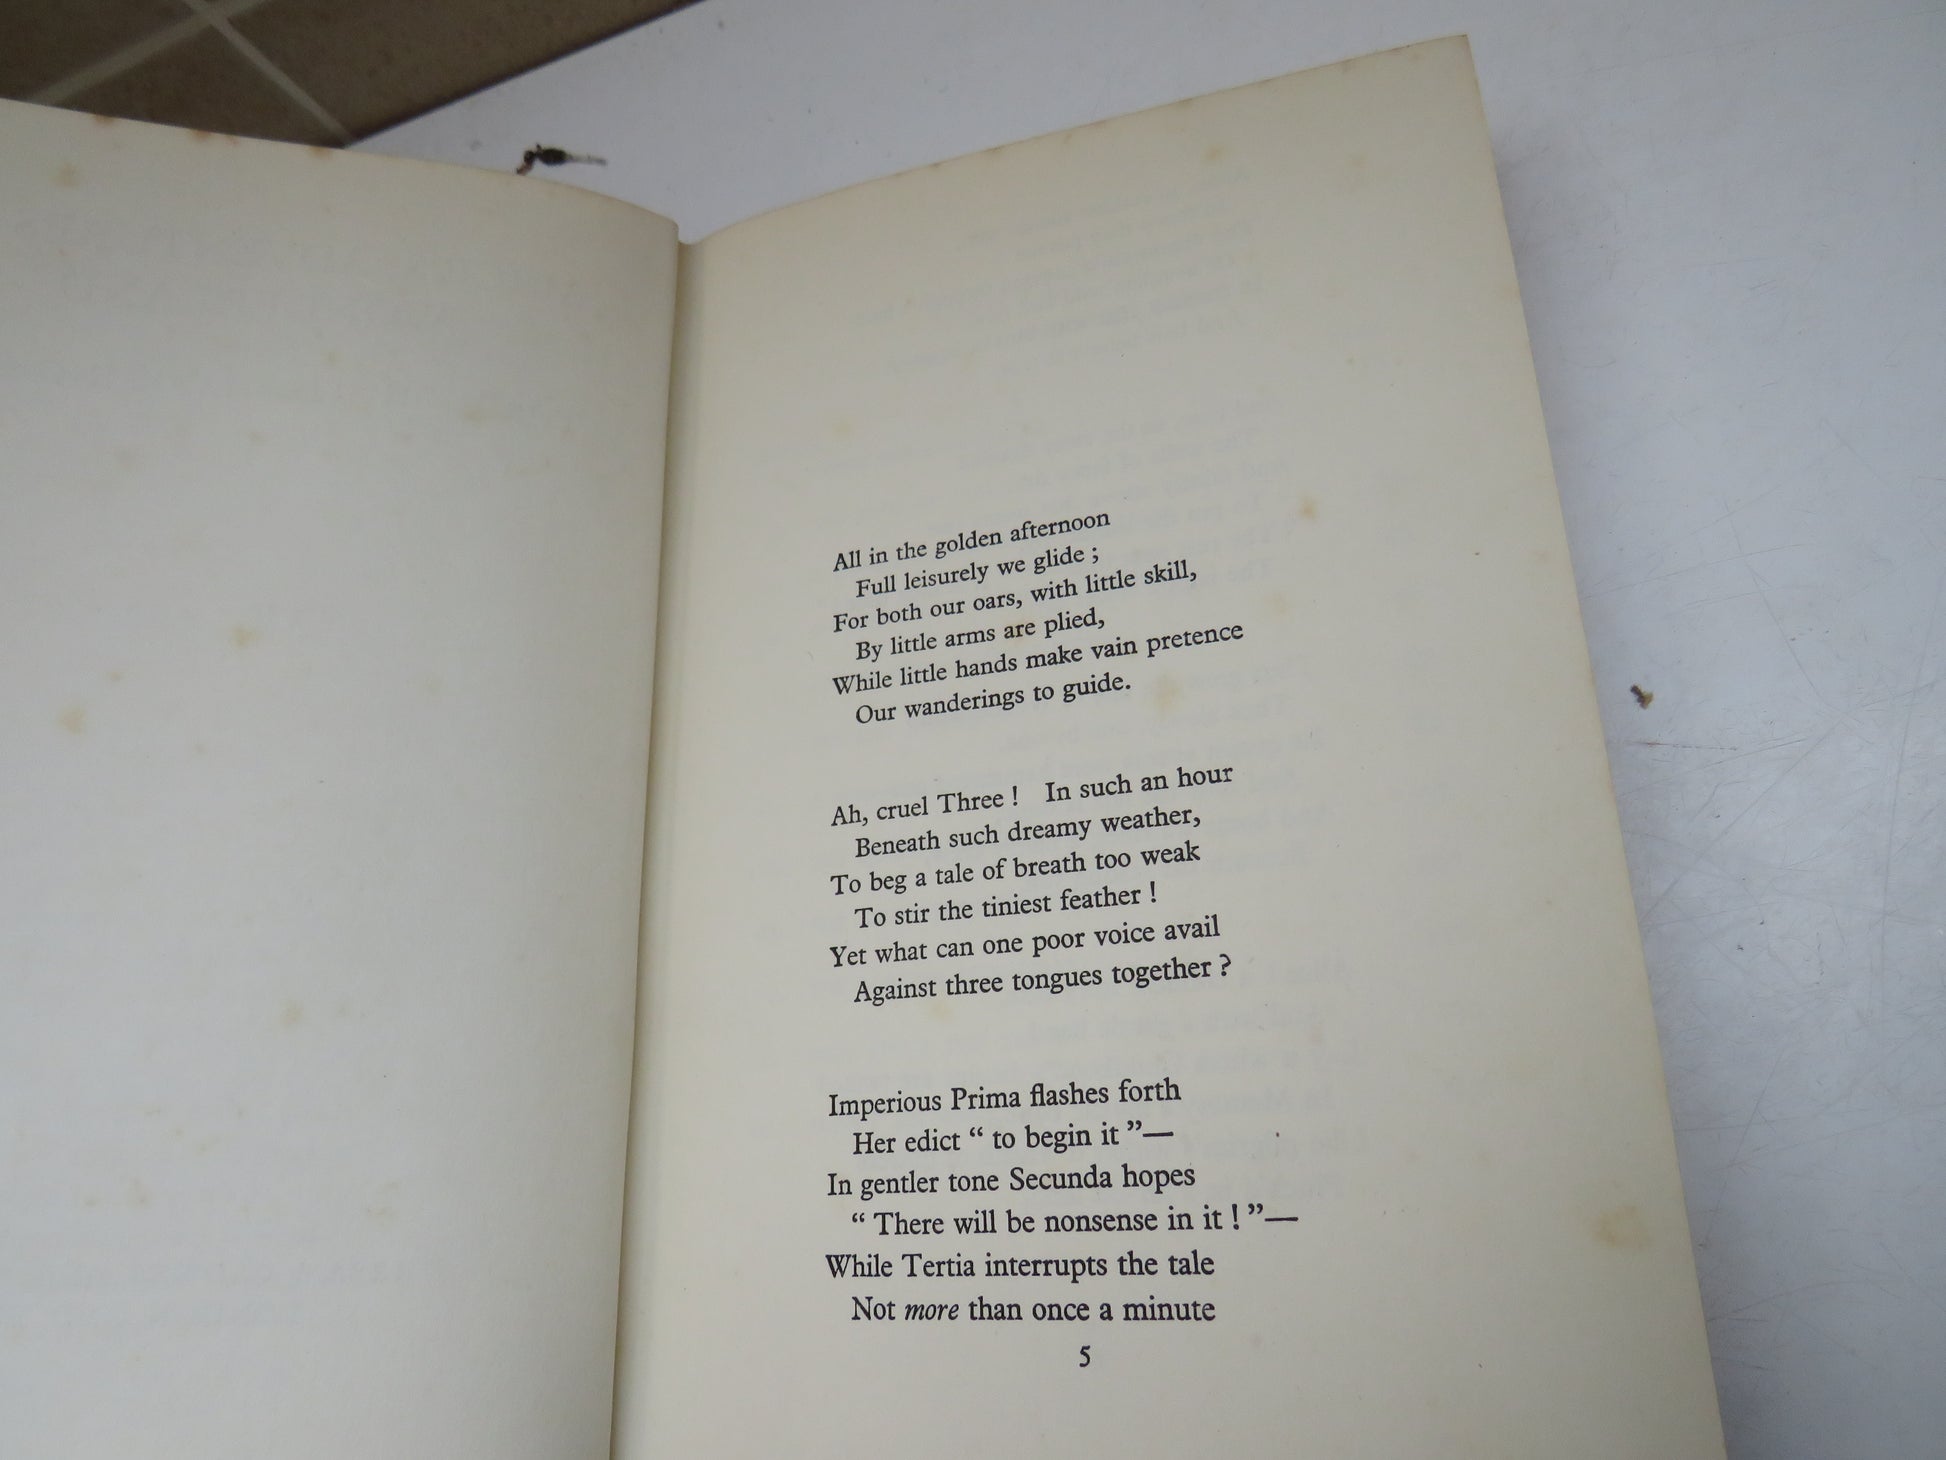 All in the golden afternoon
Full leisurely we glide ;
For both our oars, with little skill,
By little arms are plied,
While little hands make vain pretence
Our wanderings to guide.
Ah, cruel Three ! In such an hour
Beneath such dreamy weather,
To beg a tale of breath too weak
To stir the tiniest feather !
Yet what can one poor voice avail
Against three tongues together ?
Imperious Prima flashes forth
Her edict “ to begin it ”—
In gentler tone Secunda hopes
“ There will be nonsense in it ! ”—
While Tertia interrupts the tale
Not more than once a minute
5